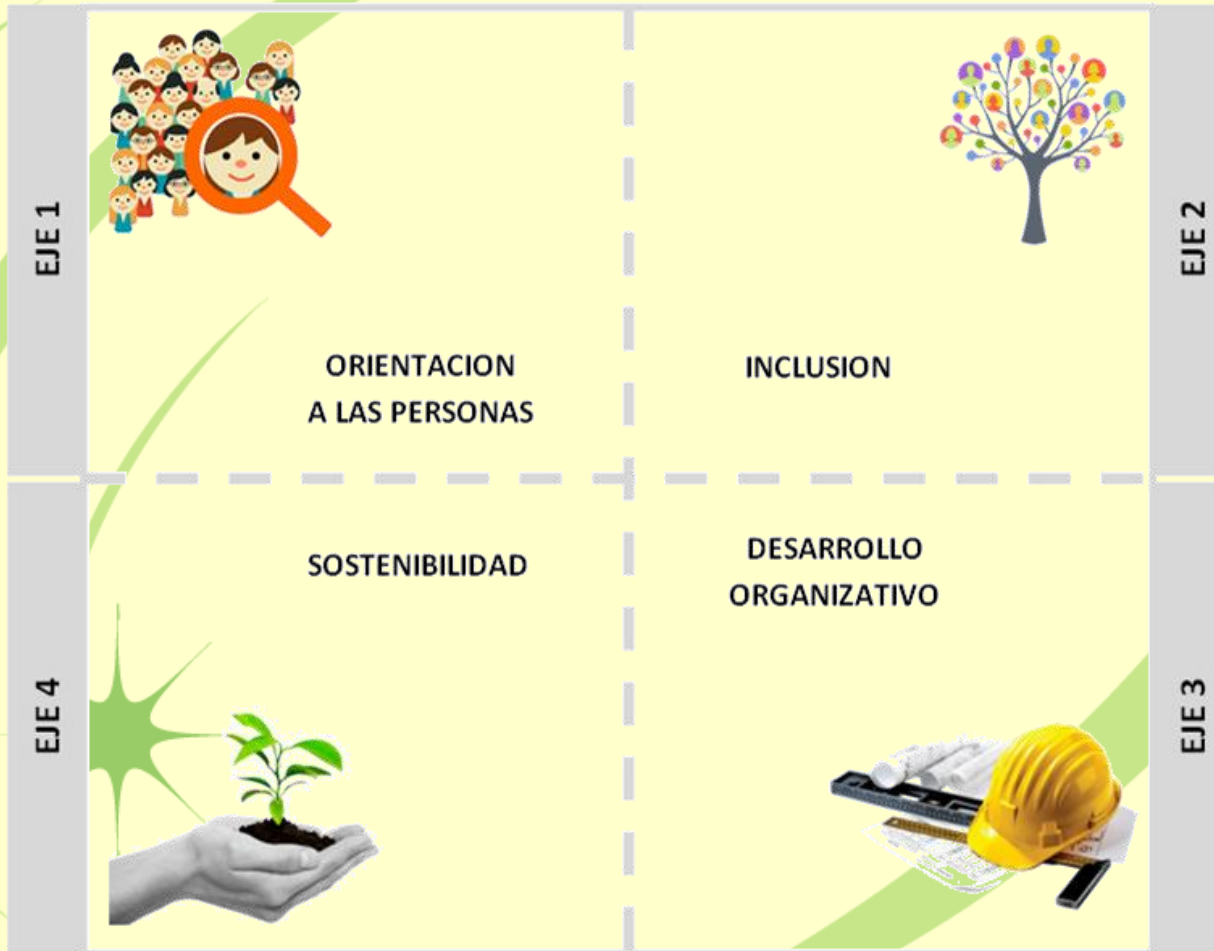 EJE 1
ORIENTACION
A LAS PERSONAS
EJE 2
INCLUSION
EJE 4
SOSTENIBILIDAD
DESARROLLO
ORGANIZATIVO
EJE 3